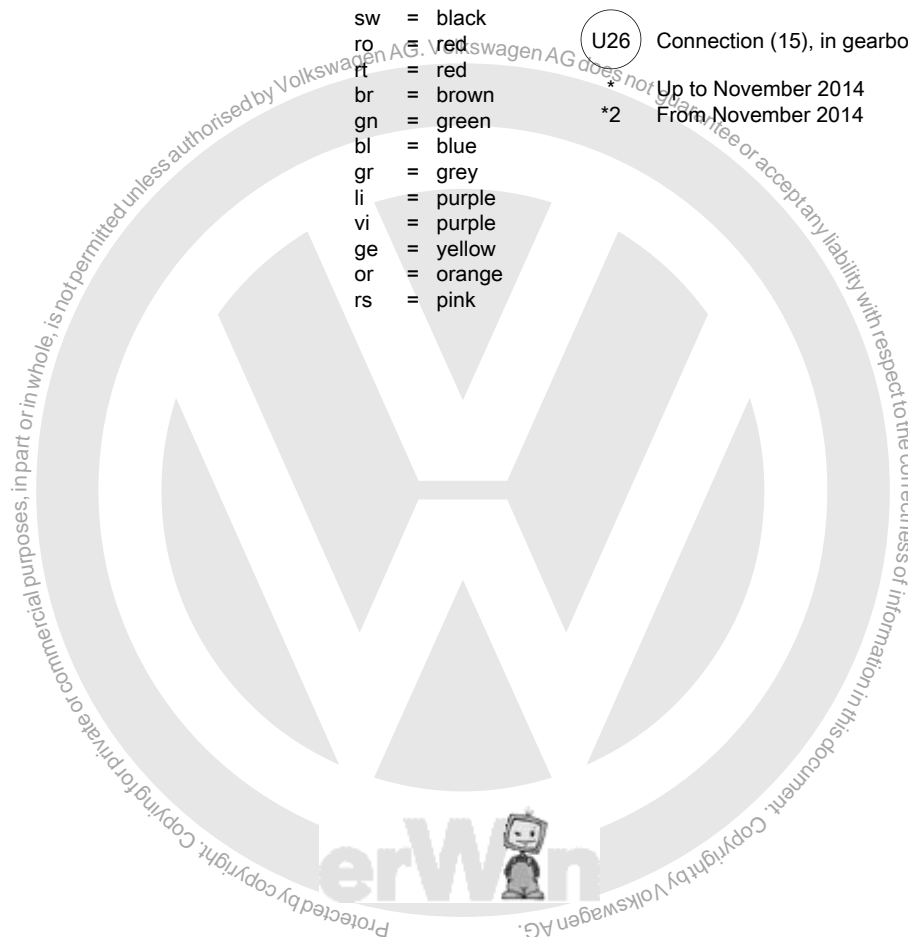 sw = black
ro = red
rt = red
br = brown
gn = green
bl = blue
gr = grey
li = purple
vi = purple
ge = yellow
or = orange
rs = pink
U26 Connection (15), in gearbo
* Up to November 2014
*2 From November 2014
Protected by copyright. Copying for private or commercial purposes, in part or in whole, is not permitted unless authorised by Volkswagen AG. Volkswagen AG does not guarantee or accept any liability with respect to the correctness of information in this document. Copyright by Volkswagen AG.
erWin